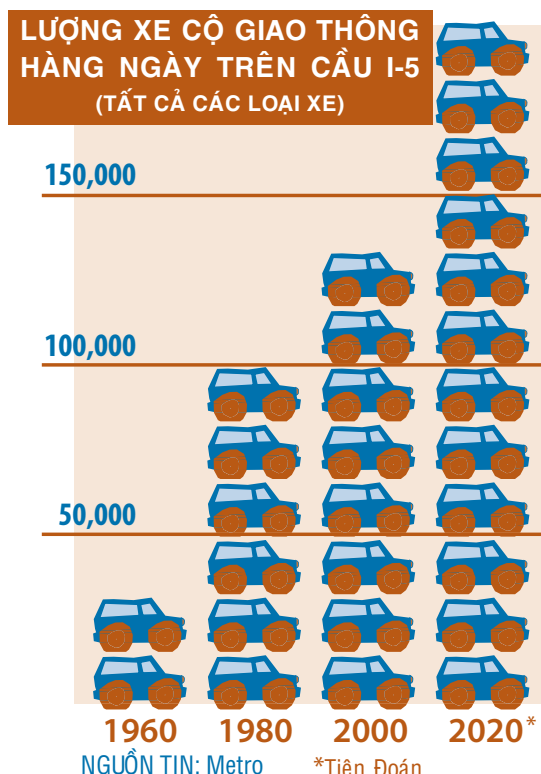 LƯỢNG XE CỘ GIAO THÔNG
HÀNG NGÀY TRÊN CẦU I-5
(TẤT CẢ CÁC LOẠI XE)
150,000
100,000
50,000
1960 1980 2000 2020*
NGUỒN TIN: Metro *Tiên Đoán